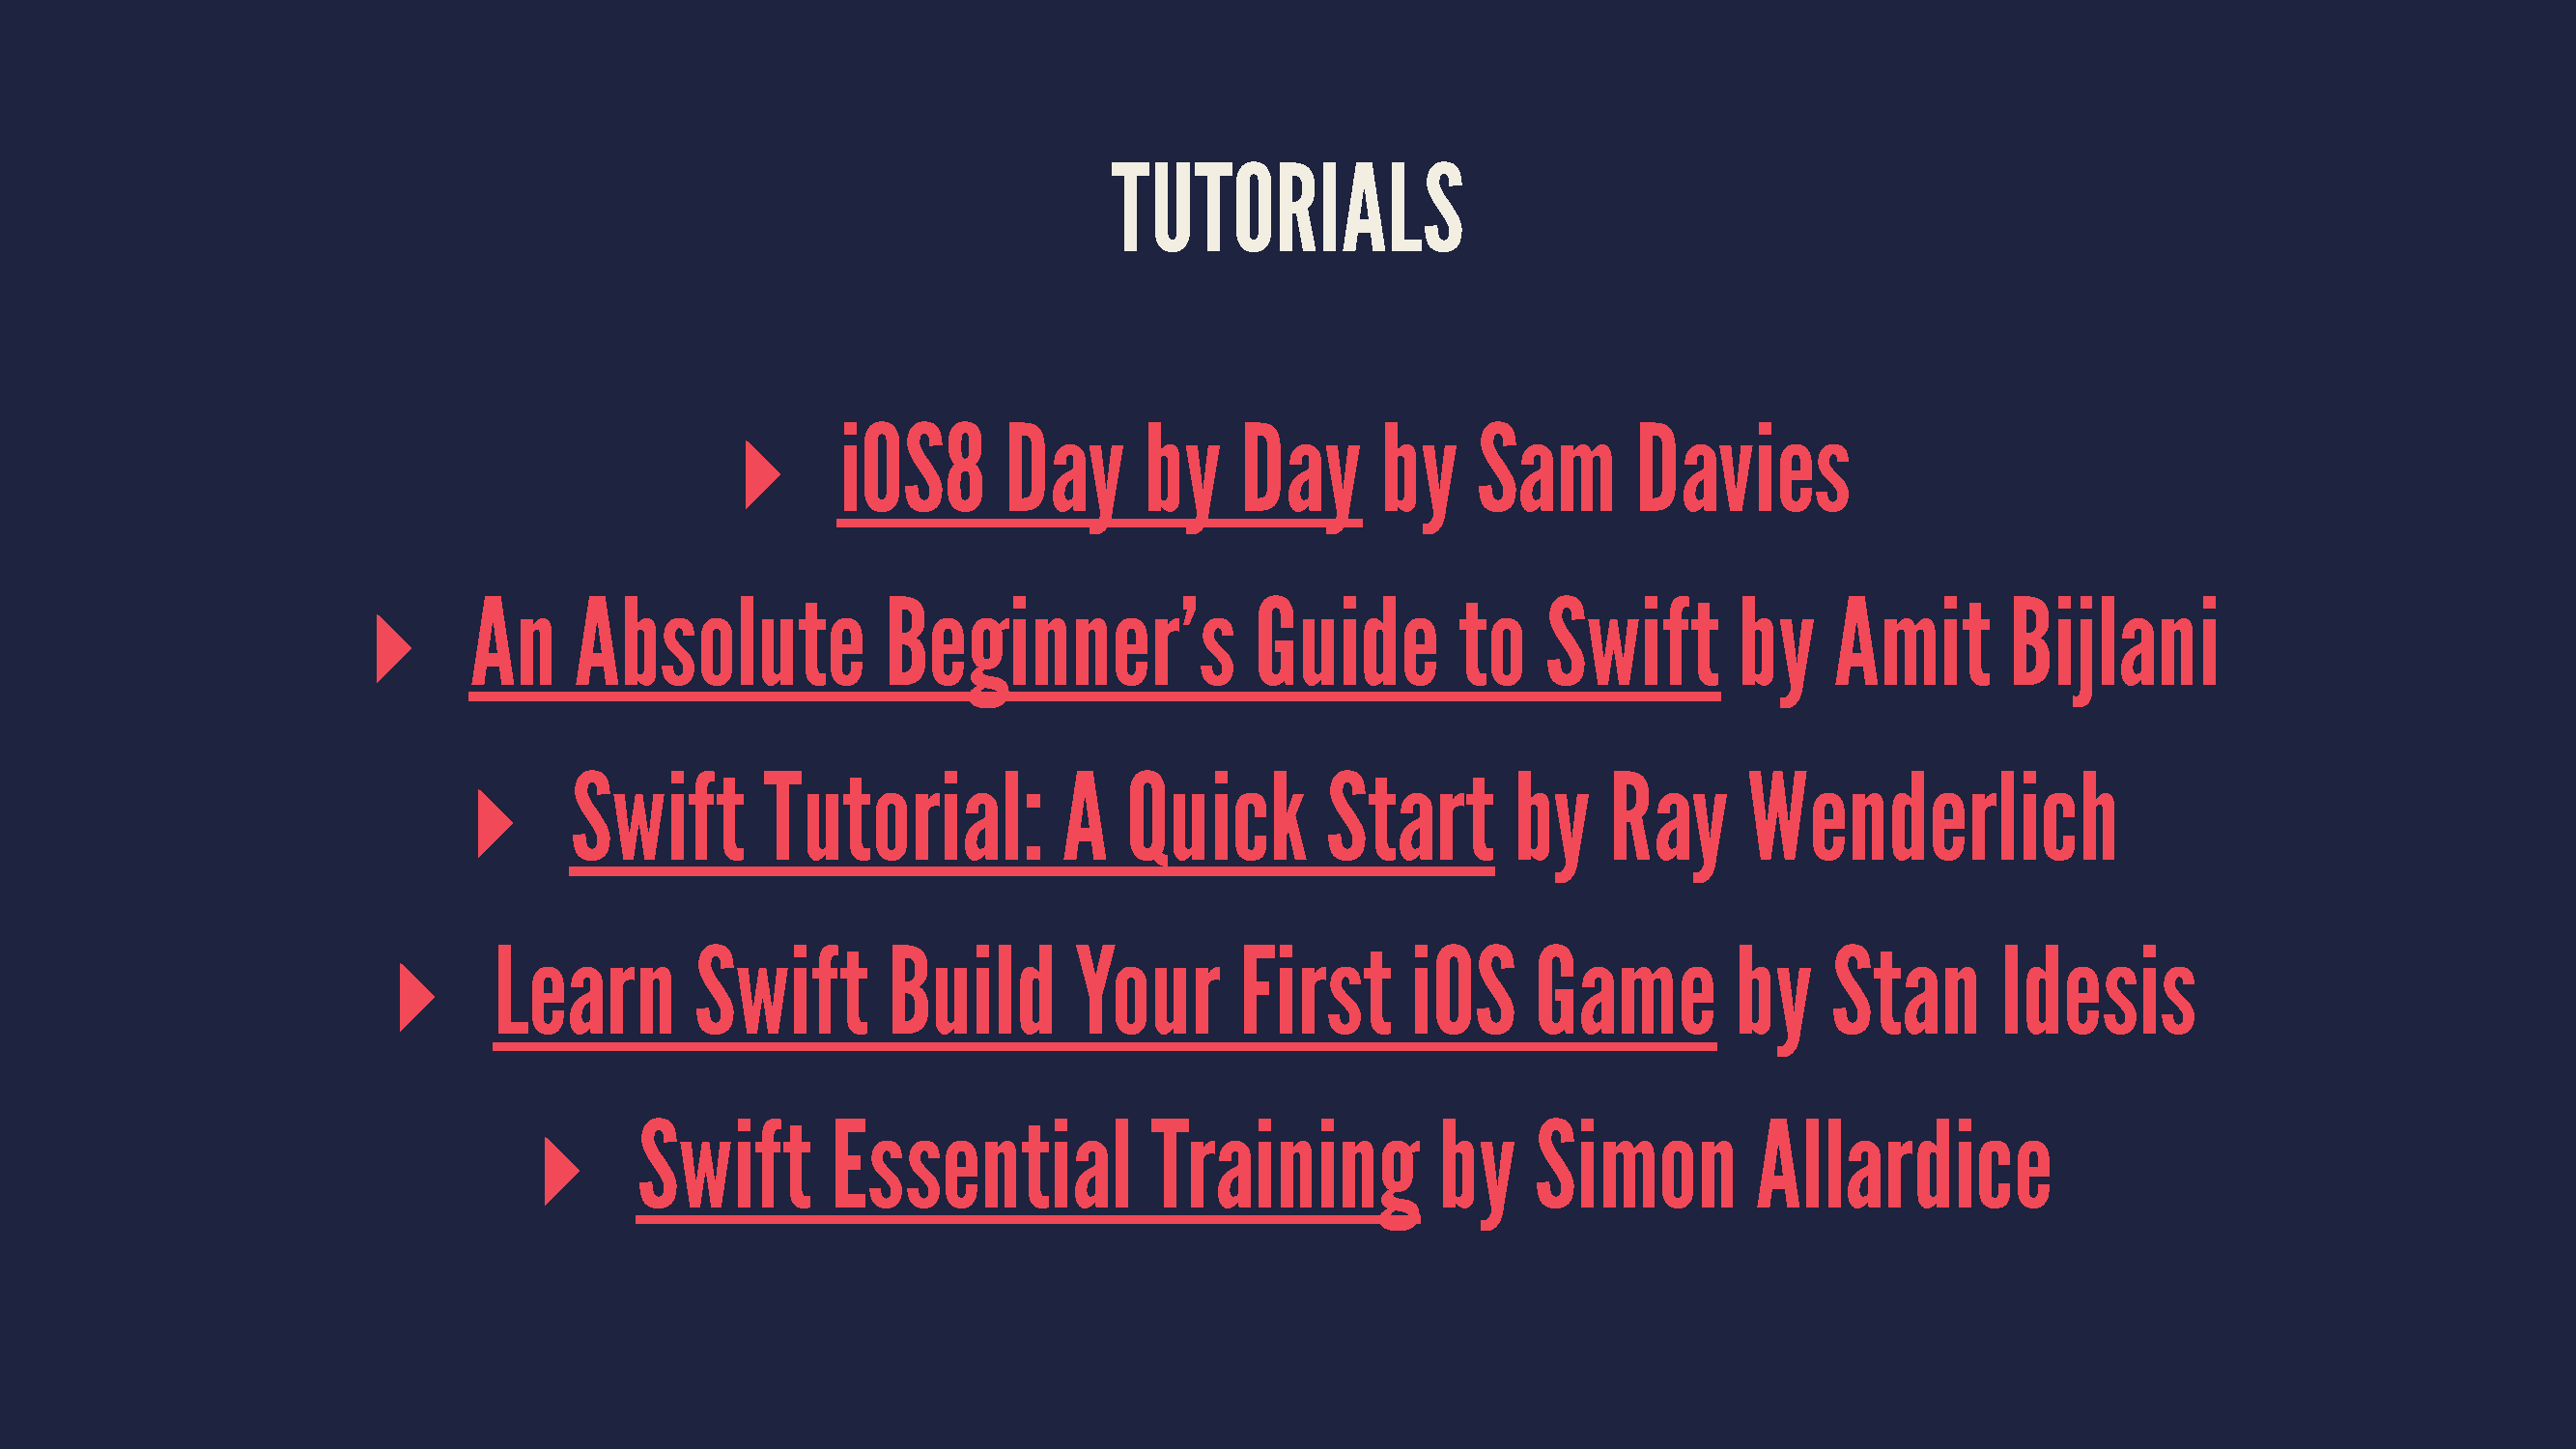 TUTORIALS
▸ iOS8 Day by Day by Sam Davies
▸ An Absolute Beginner’s Guide to Swift by Amit Bijlani
▸ Swift Tutorial: A Quick Start by Ray Wenderlich
▸ Learn Swift Build Your First iOS Game by Stan Idesis
▸ Swift Essential Training by Simon Allardice